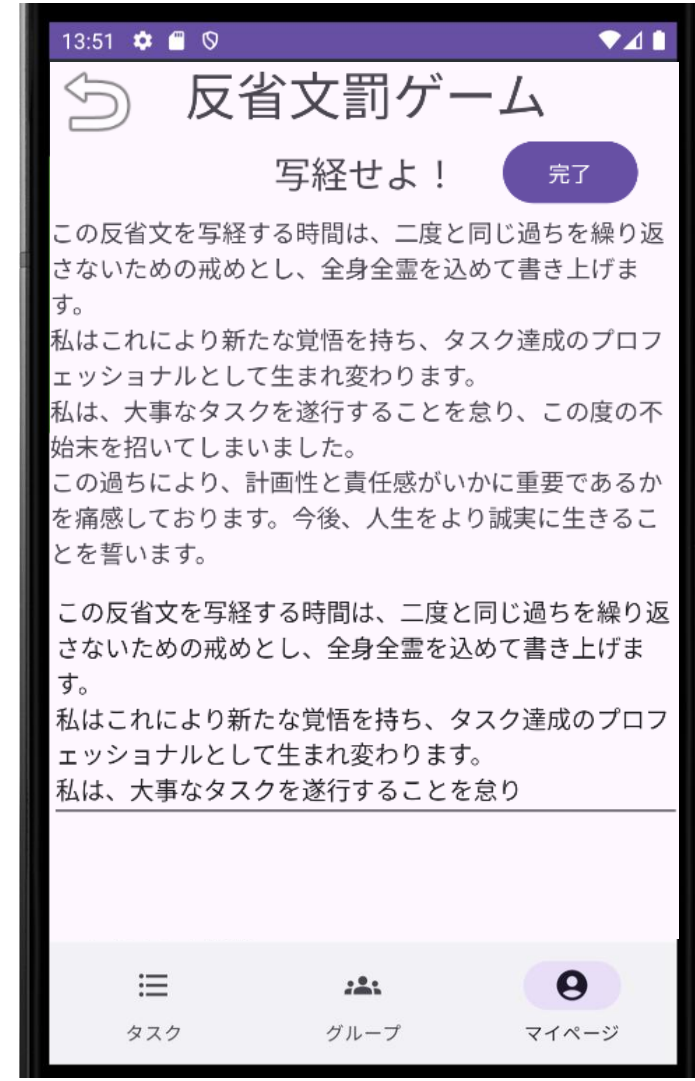 13:51
反省文罰ゲーム
写経せよ！
完了
この反省文を写経する時間は、二度と同じ過ちを繰り返
さないための戒めとし、全身全霊を込めて書き上げま
す。
私はこれにより新たな覚悟を持ち、タスク達成のプロフ
ェッショナルとして生まれ変わります。
私は、大事なタスクを遂行することを怠り、この度の不
始末を招いてしまいました。
この過ちにより、計画性と責任感がいかに重要であるか
を痛感しております。今後、人生をより誠実に生きるこ
とを誓います。
この反省文を写経する時間は、二度と同じ過ちを繰り返
さないための戒めとし、全身全霊を込めて書き上げま
す。
私はこれにより新たな覚悟を持ち、タスク達成のプロフ
ェッショナルとして生まれ変わります。
私は、大事なタスクを遂行することを怠り
タスク
グループ
マイページ